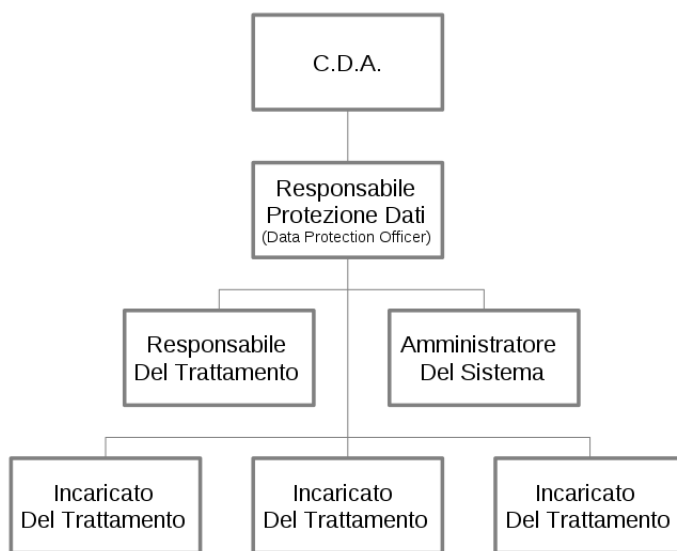 C.D.A.
Responsabile
Protezione Dati
(Data Protection Officer)
Responsabile
Del Trattamento
Amministratore
Del Sistema
Incaricato
Del Trattamento
Incaricato
Del Trattamento
Incaricato
Del Trattamento